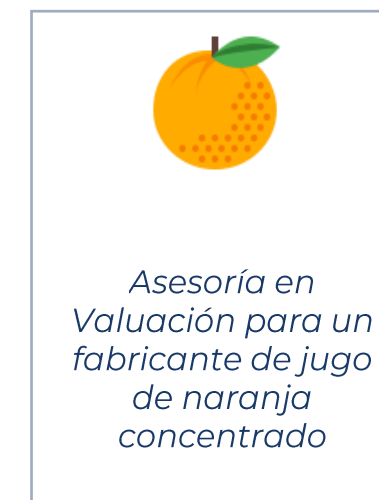 Asesoría en
Valuación para un
fabricante de jugo
de naranja
concentrado